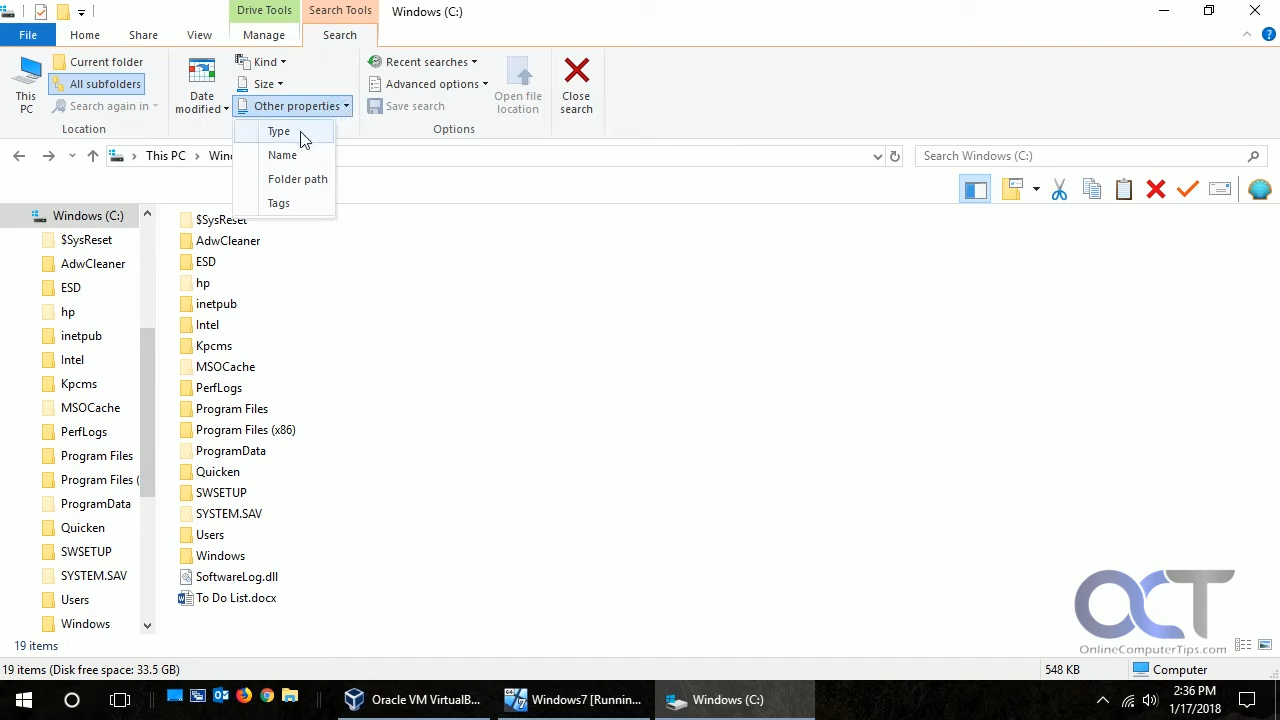 Drive Tools
Search Tools
Windows (C:)
File
Home
Share
View
Manage
Search
This PC
Current folder
All subfolders
Search again in
Location
Date modified
Kind
Size
Other properties
Recent searches
Advanced options
Save search
Open file location
Options
Close search
Type
Name
Folder path
Tags
This PC
Search Windows (C:)
Windows (C:)
$SysReset
AdwCleaner
ESD
hp
inetpub
Intel
Kpcms
MSOCache
PerfLogs
Program Files
Program Files (
ProgramData
Quicken
SWSETUP
SYSTEM.SAV
Users
Windows
$SysReset
AdwCleaner
ESD
hp
inetpub
Intel
Kpcms
MSOCache
PerfLogs
Program Files
Program Files (x86)
ProgramData
Quicken
SWSETUP
SYSTEM.SAV
Users
Windows
SoftwareLog.dll
To Do List.docx
OCT
OnlineComputerTips.com
19 items
19 items (Disk free space: 33.5 GB)
548 KB
Computer
Oracle VM VirtualB...
Windows7 [Runnin...
Windows (C:)
2:36 PM
1/17/2018